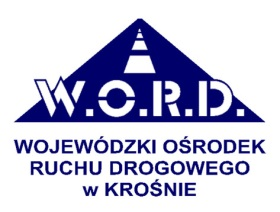 W.O.R.D.
WOJEWÓDZKI OŚRODEK
RUCHU DROGOWEGO
w KROŚNIE